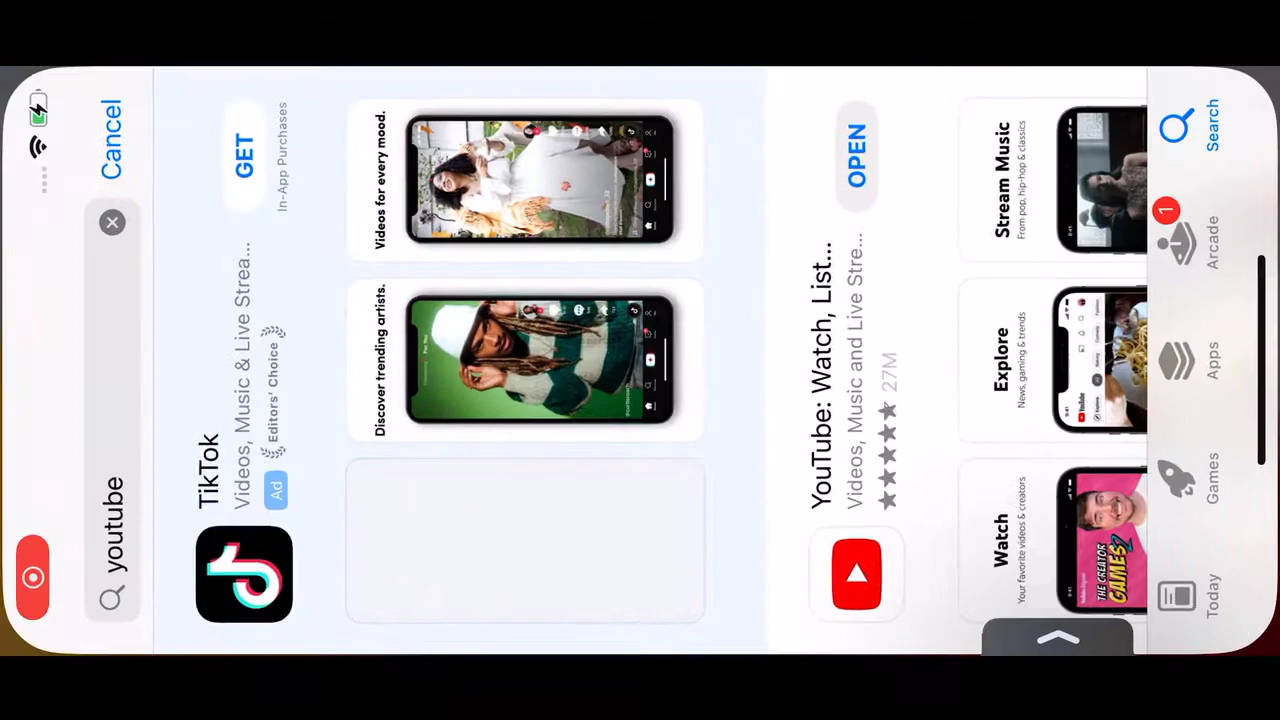 youtube
Cancel
TikTok
Videos, Music & Live Strea...
Ad
Editors' Choice
GET
In-App Purchases
Discover trending artists.
Videos for every mood.
YouTube: Watch, List...
Videos, Music and Live Stre...
27M
OPEN
Watch
Your favorite videos & creators
THE CREATOR
GAMES 2
Explore
News, gaming & trends
YouTube
Stream Music
From pop, hip-hop & classics
Today
Games
Apps
Arcade
1
Search